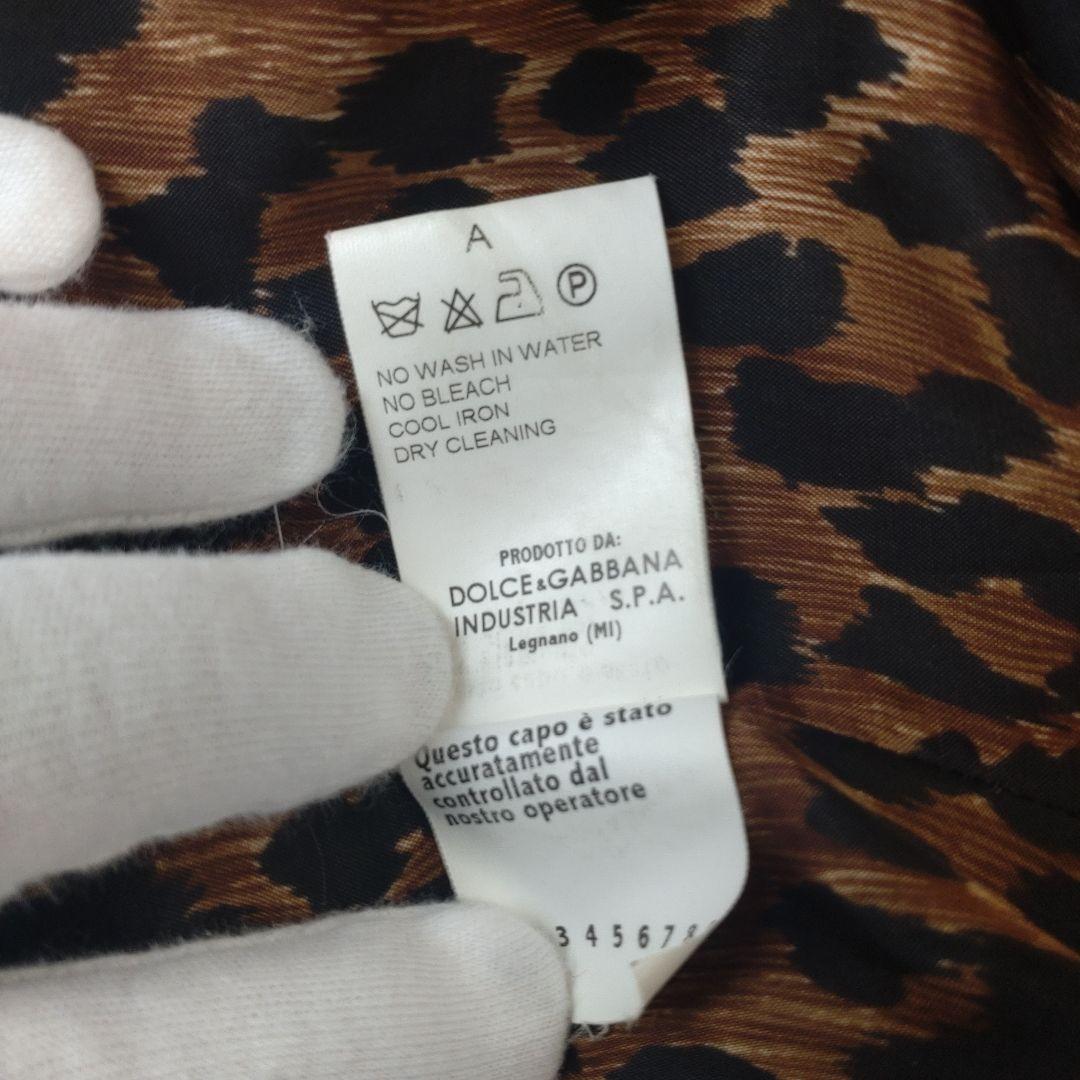 A
P
NO WASH IN WATER
NO BLEACH
COOL IRON
DRY CLEANING
PRODOTTO DA:
DOLCE&GABBANA
INDUSTRIA S.P.A.
Legnano (MI)
Questo capo è stato
accuratamente
controllato dal
nostro operatore
3 4 5 6 7 8